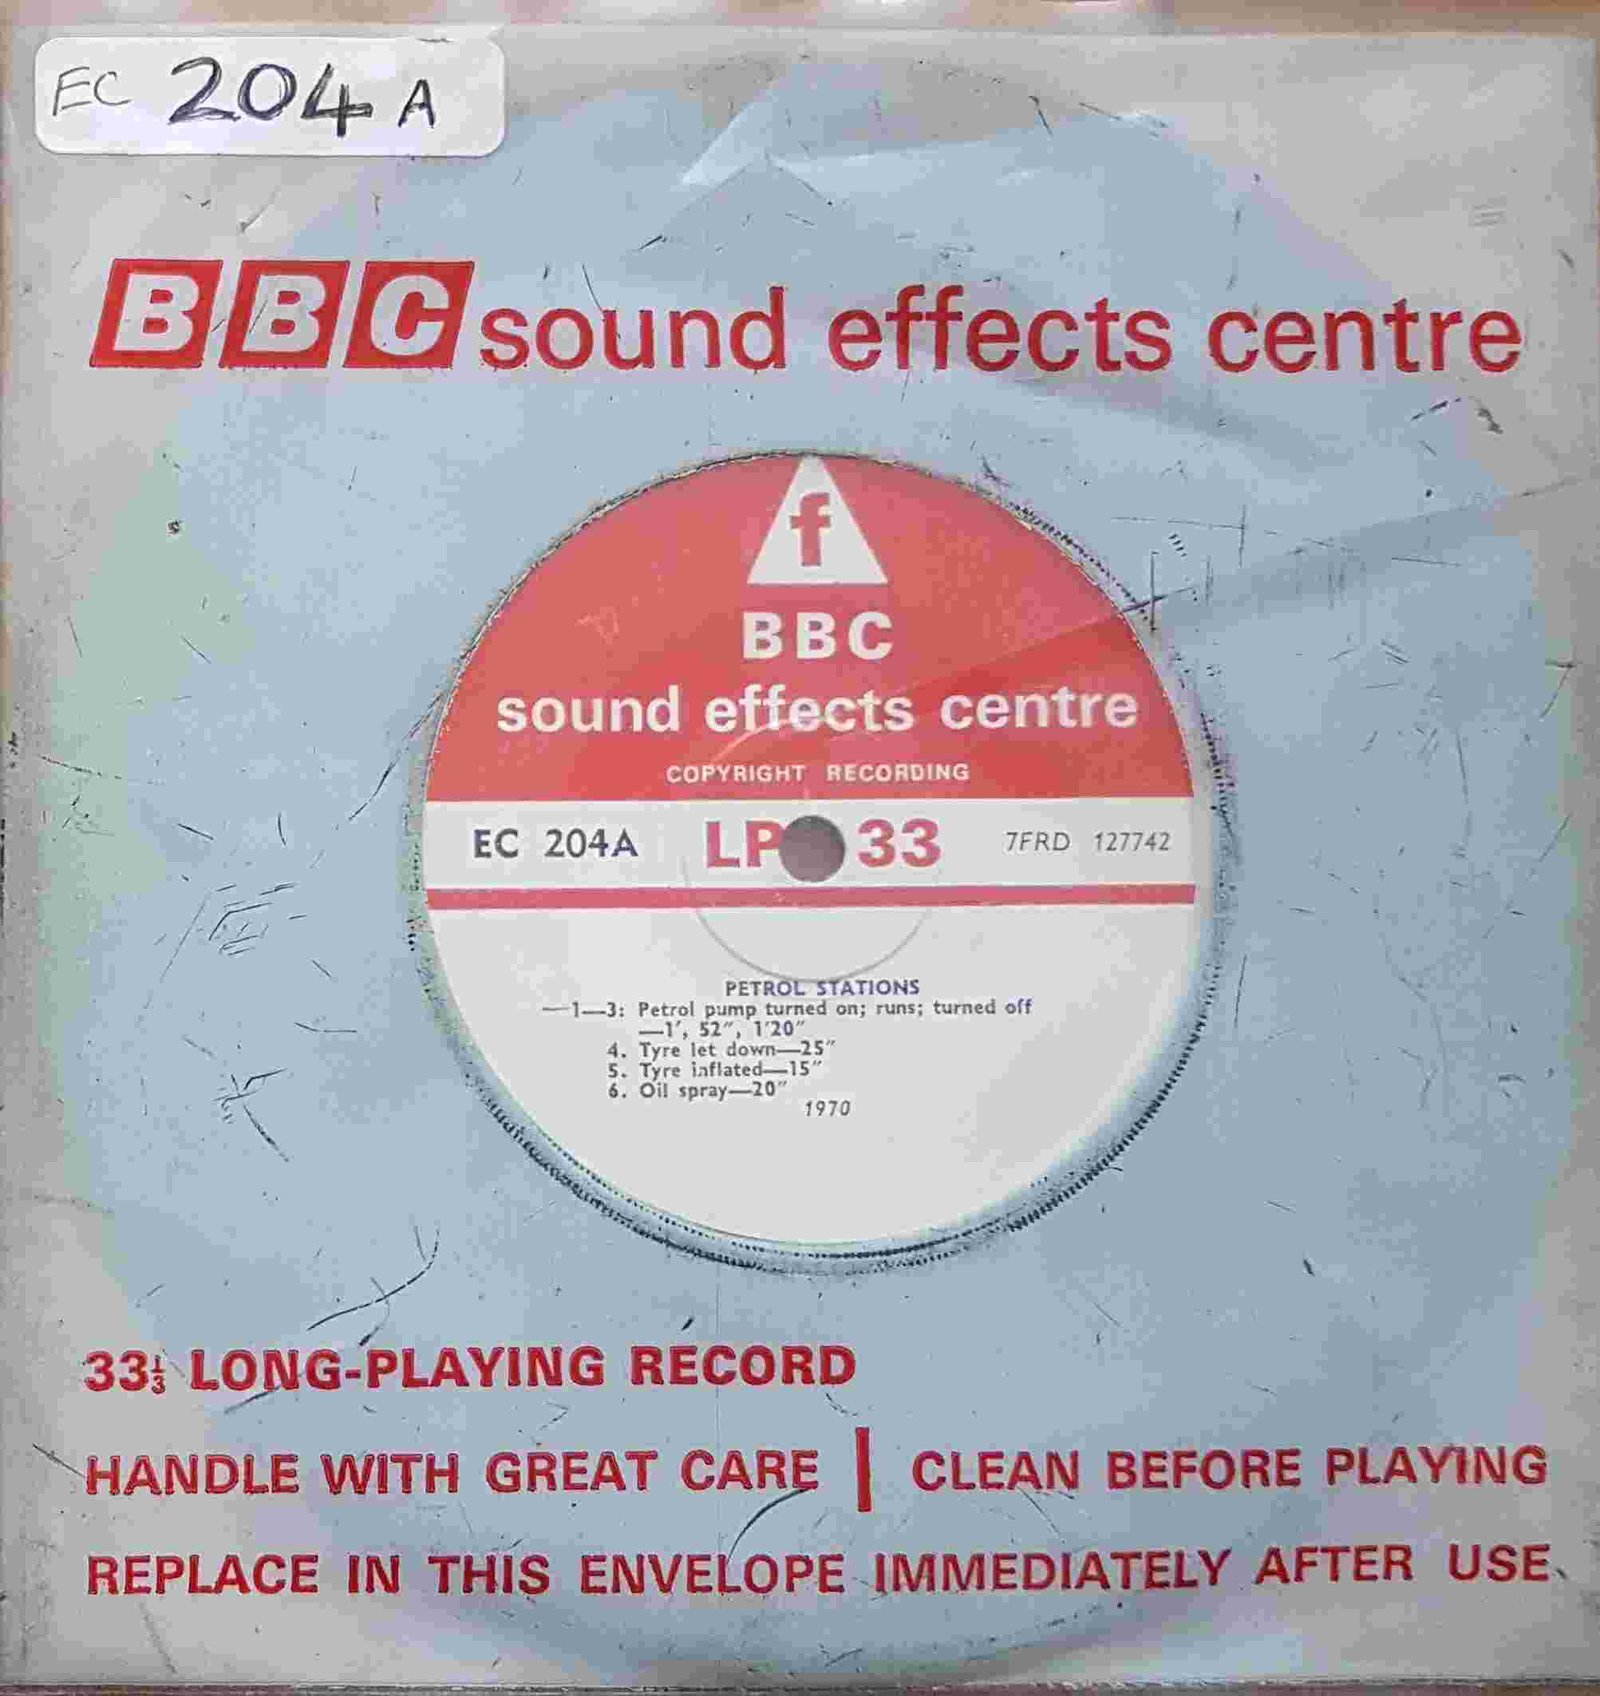 EC 204 A
BBC sound effects centre
f
BBC
sound effects centre
COPYRIGHT RECORDING
EC 204A LP 33 7FRD 127742
PETROL STATIONS
—1—3: Petrol pump turned on; runs; turned off
—1′, 52″, 1′20″
4. Tyre let down—25″
5. Tyre inflated—15″
6. Oil spray—20″
1970
33⅓ LONG-PLAYING RECORD
HANDLE WITH GREAT CARE | CLEAN BEFORE PLAYING
REPLACE IN THIS ENVELOPE IMMEDIATELY AFTER USE